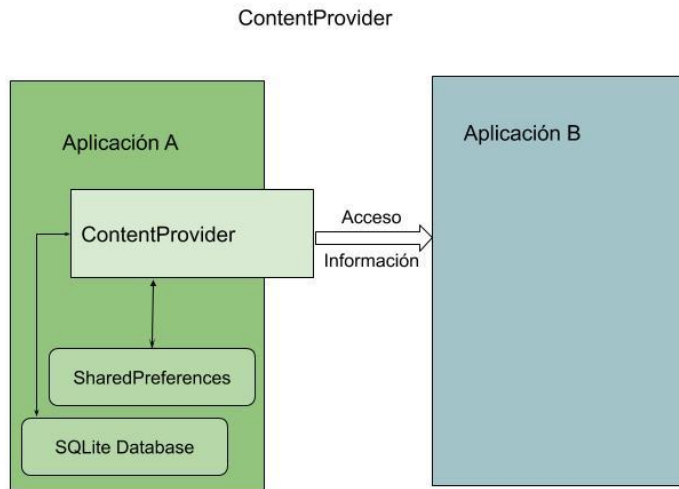 ContentProvider
Aplicación A
Aplicación B
ContentProvider
Acceso
Información
SharedPreferences
SQLite Database